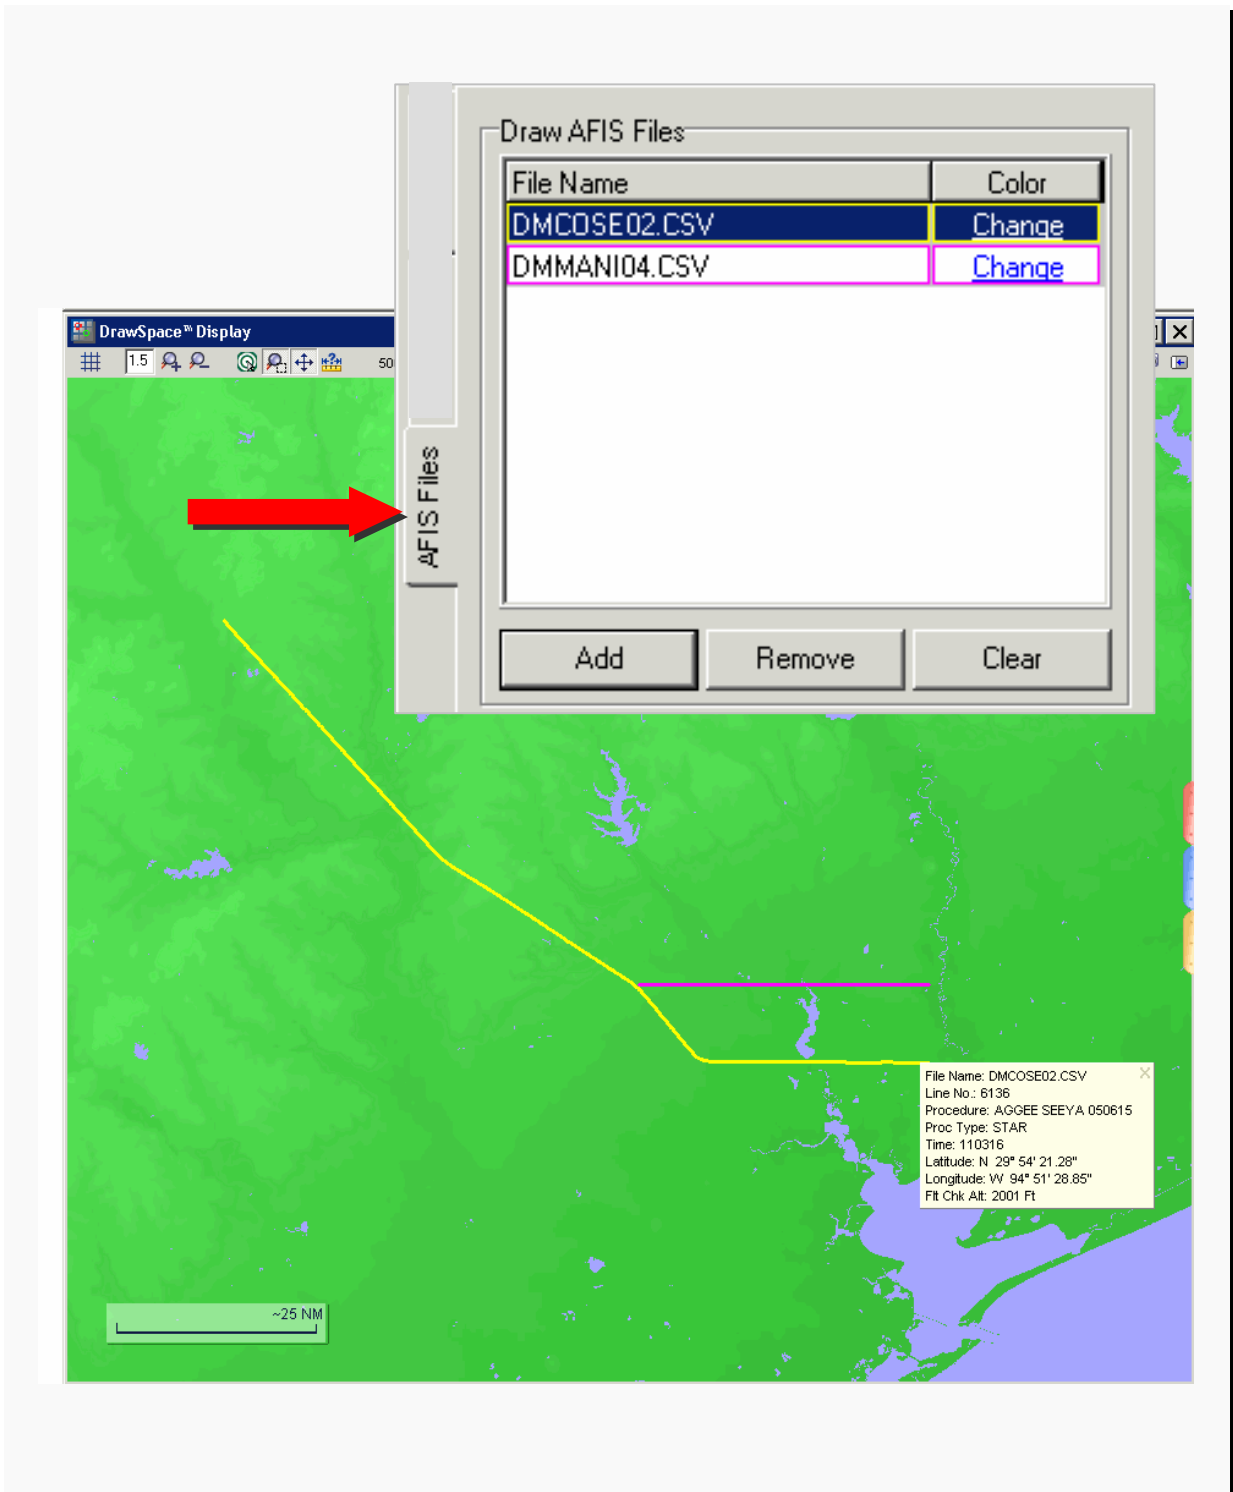 Draw AFIS Files
File Name Color
DMCOSE02.CSV Change
DMMANI04.CSV Change
AFIS Files
Add Remove Clear
DrawSpace™ Display
1.5
50
File Name: DMCOSE02.CSV
Line No.: 6136
Procedure: AGGEE SEEYA 050615
Proc Type: STAR
Time: 110316
Latitude: N 29° 54' 21.28"
Longitude: W 94° 51' 28.85"
Flt Chk Alt: 2001 Ft
~25 NM